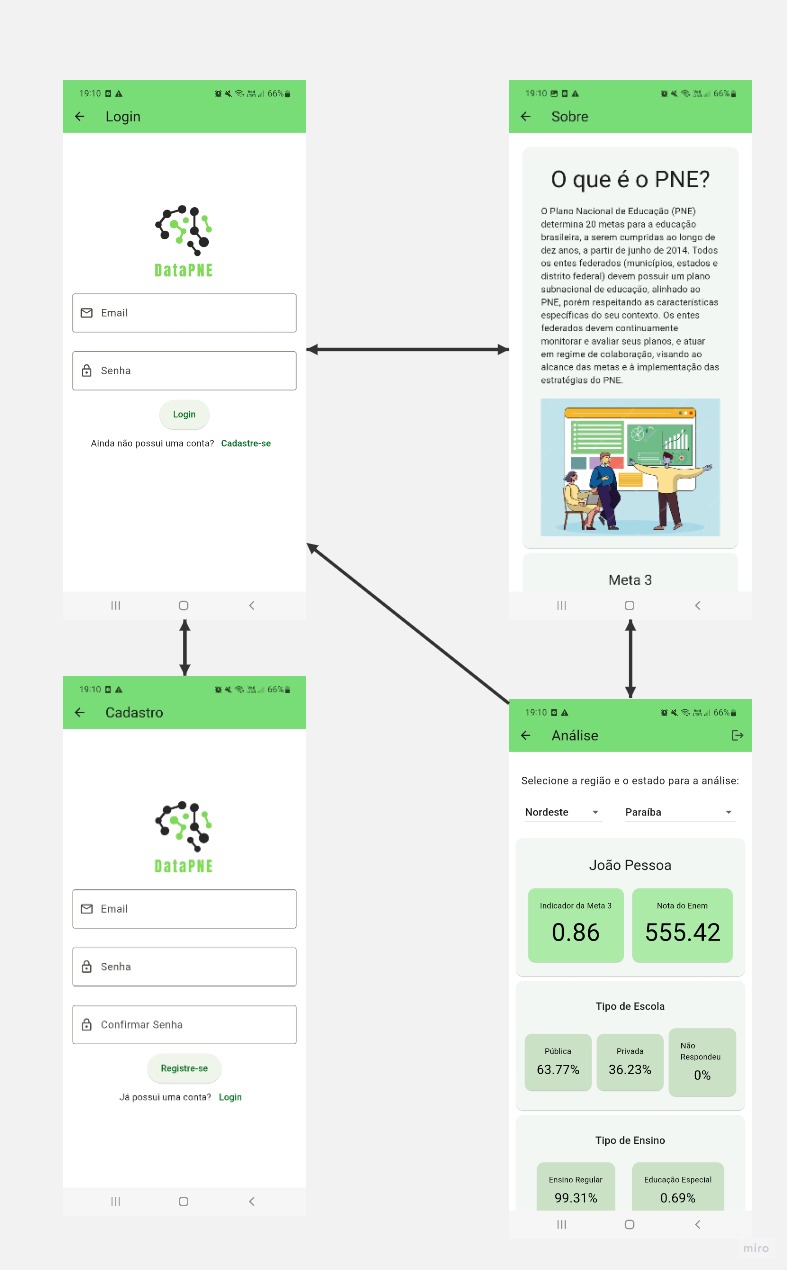 19:10
66%
Login
DataPNE
Email
Senha
Login
Ainda não possui uma conta? Cadastre-se
19:10
66%
Sobre
O que é o PNE?
O Plano Nacional de Educação (PNE)
determina 20 metas para a educação
brasileira, a serem cumpridas ao longo de
dez anos, a partir de junho de 2014. Todos
os entes federados (municípios, estados e
distrito federal) devem possuir um plano
subnacional de educação, alinhado ao
PNE, porém respeitando as características
específicas do seu contexto. Os entes
federados devem continuamente
monitorar e avaliar seus planos, e atuar
em regime de colaboração, visando ao
alcance das metas e à implementação das
estratégias do PNE.
Meta 3
19:10
66%
Cadastro
DataPNE
Email
Senha
Confirmar Senha
Registre-se
Já possui uma conta? Login
19:10
66%
Análise
Selecione a região e o estado para a análise:
Nordeste
Paraíba
João Pessoa
Indicador da Meta 3
0.86
Nota do Enem
555.42
Tipo de Escola
Pública
63.77%
Privada
36.23%
Não
Respondeu
0%
Tipo de Ensino
Ensino Regular
99.31%
Educação Especial
0.69%
miro